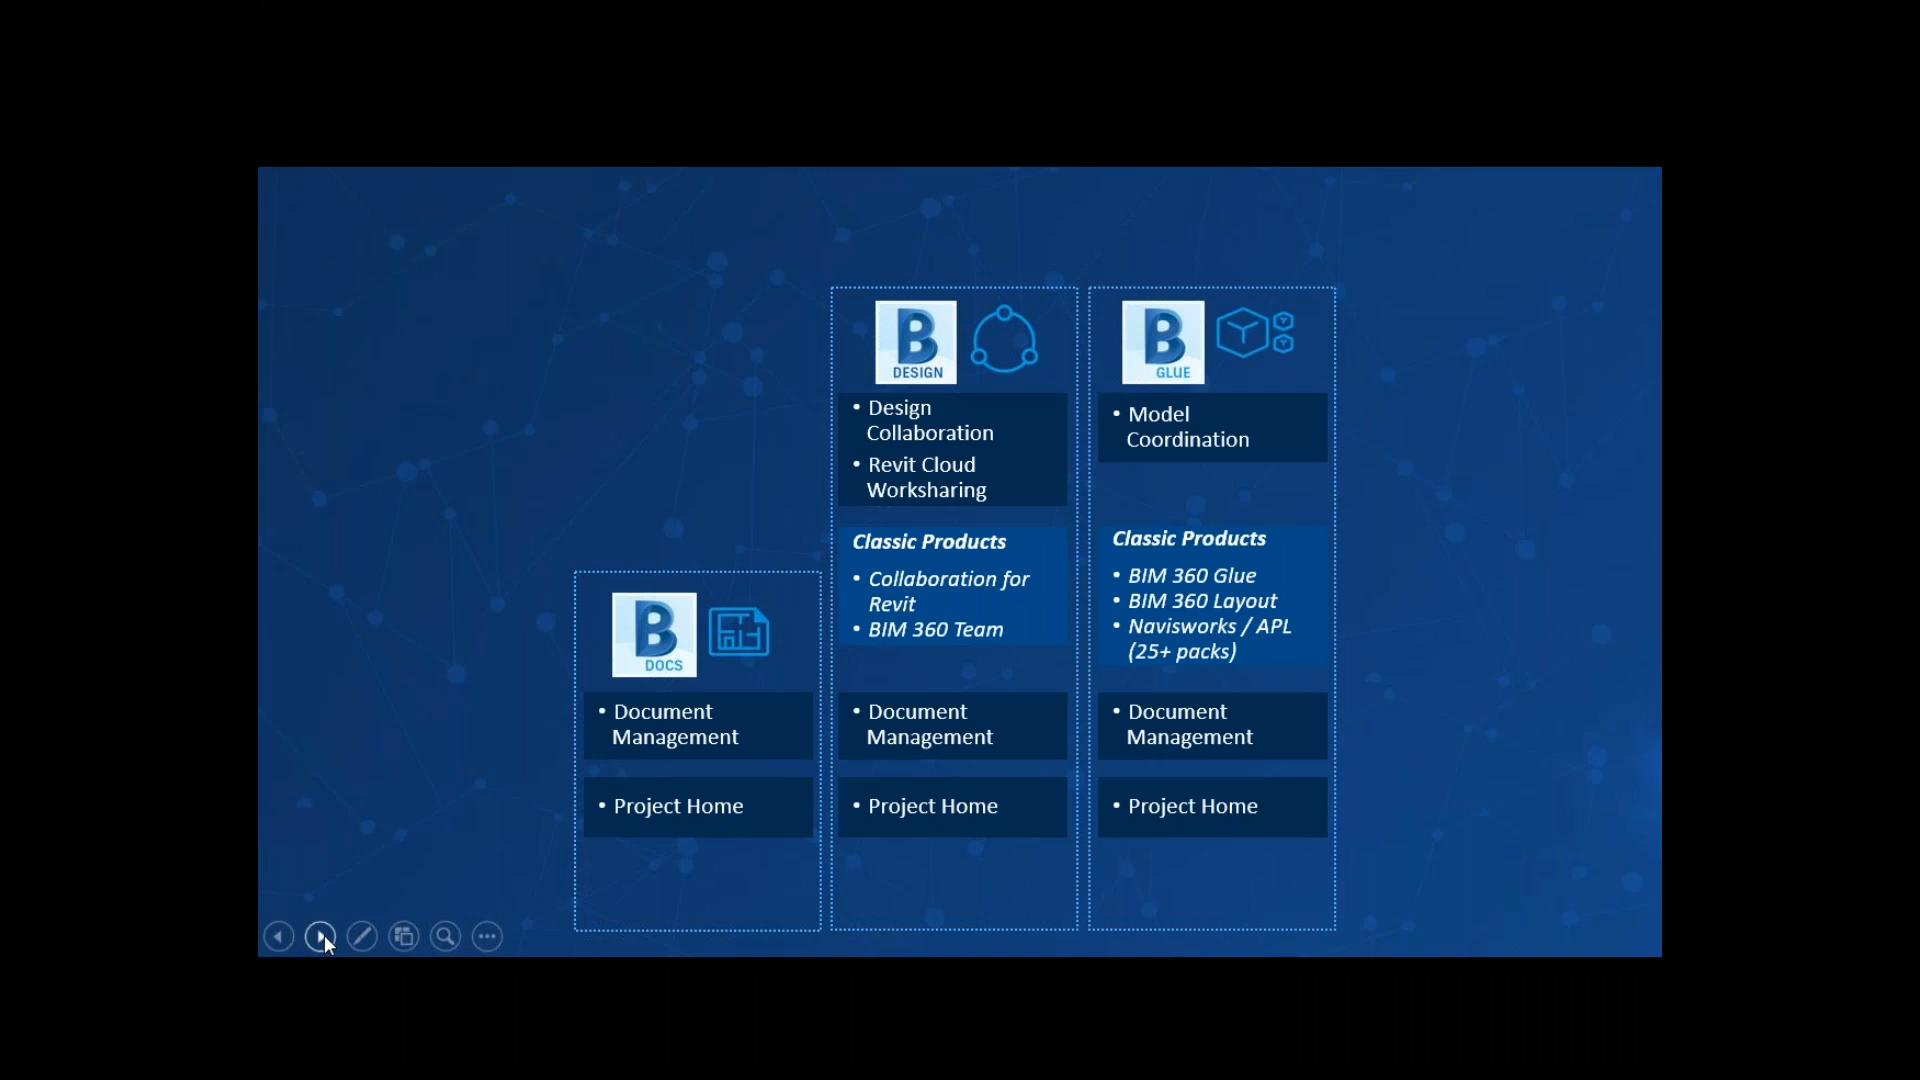 B
DOCS
• Document
Management
• Project Home
B
DESIGN
• Design
Collaboration
• Revit Cloud
Worksharing
Classic Products
• Collaboration for
Revit
• BIM 360 Team
• Document
Management
• Project Home
B
GLUE
• Model
Coordination
Classic Products
• BIM 360 Glue
• BIM 360 Layout
• Navisworks / APL
(25+ packs)
• Document
Management
• Project Home